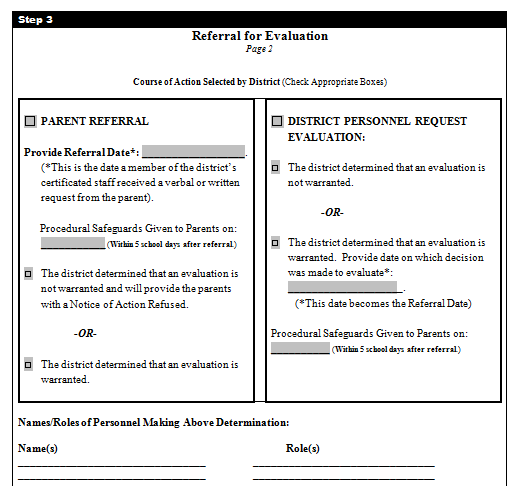 Step 3
Referral for Evaluation
Page 2
Course of Action Selected by District (Check Appropriate Boxes)
PARENT REFERRAL
Provide Referral Date*: ____________________.
(*This is the date a member of the district's
certificated staff received a verbal or written
request from the parent).
Procedural Safeguards Given to Parents on:
____________ (Within 5 school days after referral.)
The district determined that an evaluation is
not warranted and will provide the parents
with a Notice of Action Refused.
-OR-
The district determined that an evaluation is
warranted.
DISTRICT PERSONNEL REQUEST
EVALUATION:
The district determined that an evaluation is
not warranted.
-OR-
The district determined that an evaluation is
warranted. Provide date on which decision
was made to evaluate*:
____________________.
(*This date becomes the Referral Date)
Procedural Safeguards Given to Parents on:
___________ (Within 5 school days after referral.)
Names/Roles of Personnel Making Above Determination:
Name(s) Role(s)